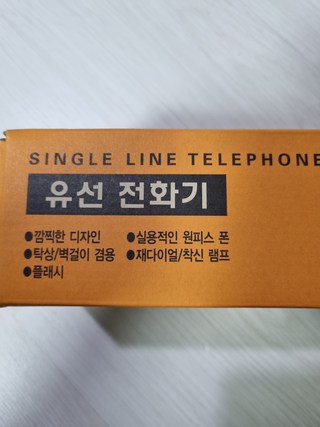 SINGLE LINE TELEPHONE
유선 전화기
●깜찍한 디자인 ●실용적인 원피스 폰
●탁상/벽걸이 겸용 ●재다이얼/착신 램프
●플래시